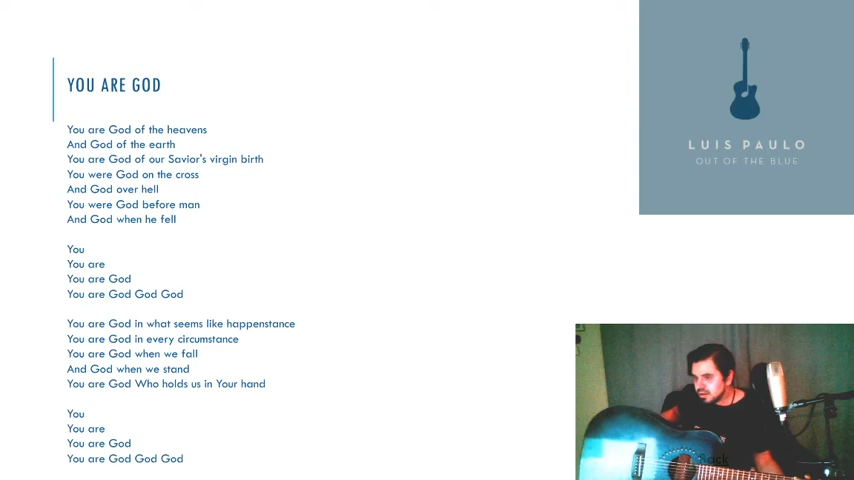 YOU ARE GOD
You are God of the heavens
And God of the earth
You are God of our Savior's virgin birth
You were God on the cross
And God over hell
You were God before man
And God when he fell
You
You are
You are God
You are God God God
You are God in what seems like happenstance
You are God in every circumstance
You are God when we fall
And God when we stand
You are God Who holds us in Your hand
You
You are
You are God
You are God God God
LUIS PAULO
OUT OF THE BLUE
Back